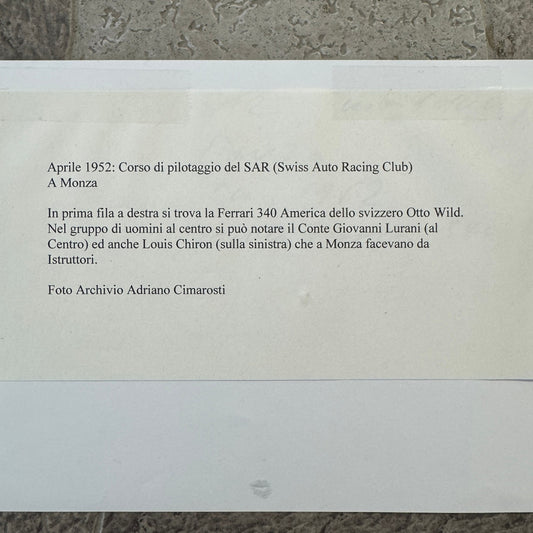 Aprile 1952: Corso di pilotaggio del SAR (Swiss Auto Racing Club)
A Monza
In prima fila a destra si trova la Ferrari 340 America dello svizzero Otto Wild.
Nel gruppo di uomini al centro si può notare il Conte Giovanni Lurani (al
Centro) ed anche Louis Chiron (sulla sinistra) che a Monza facevano da
Istruttori.
Foto Archivio Adriano Cimarosti